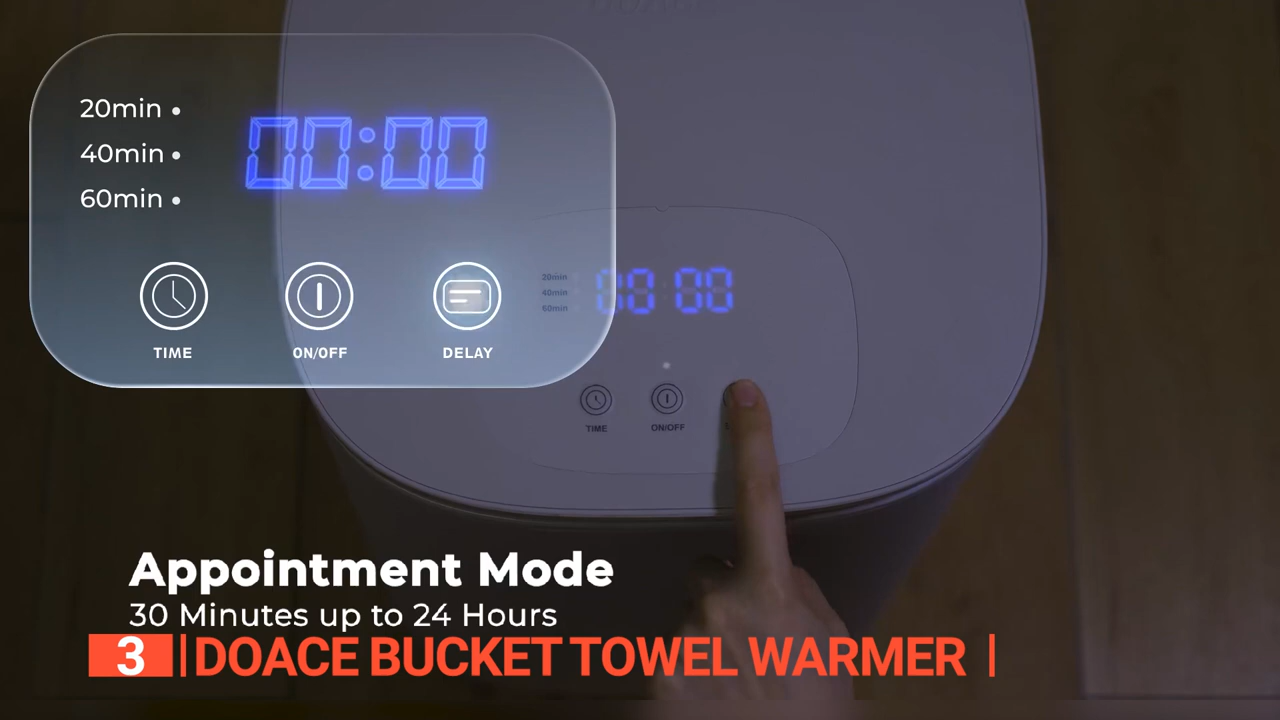 20min
40min
60min
00:00
TIME
ON/OFF
DELAY
20min
40min
60min
00 00
TIME
ON/OFF
Appointment Mode
30 Minutes up to 24 Hours
3
DOACE BUCKET TOWEL WARMER